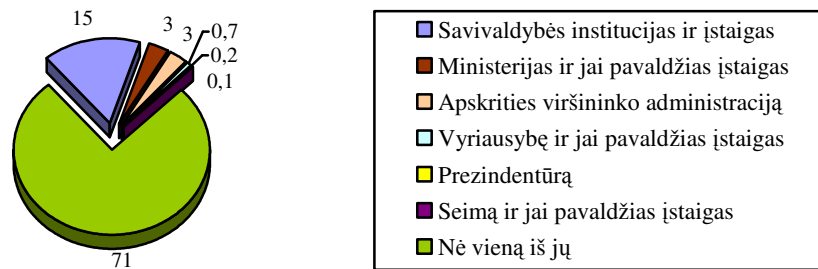 15
3
3
0,7
0,2
0,1
71
Savivaldybės institucijas ir įstaigas
Ministerijas ir jai pavaldžias įstaigas
Apskrities viršininko administraciją
Vyriausybę ir jai pavaldžias įstaigas
Prezindentūrą
Seimą ir jai pavaldžias įstaigas
Nė vieną iš jų